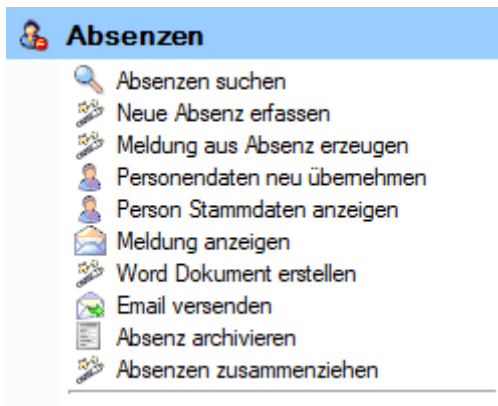 Absenzen
Absenzen suchen
Neue Absenz erfassen
Meldung aus Absenz erzeugen
Personendaten neu übernehmen
Person Stammdaten anzeigen
Meldung anzeigen
Word Dokument erstellen
Email versenden
Absenz archivieren
Absenzen zusammenziehen